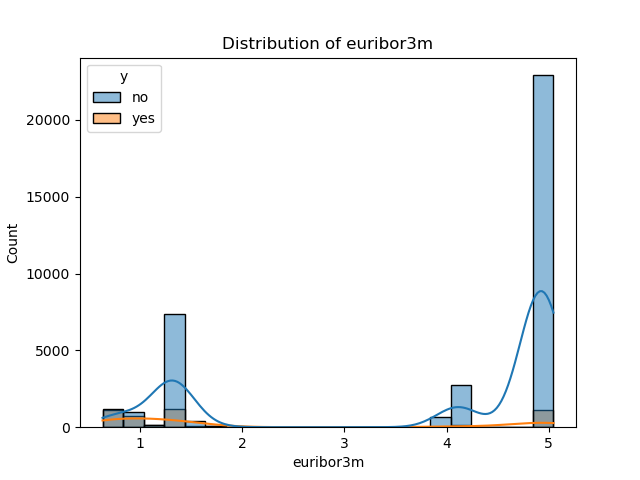 Distribution of euribor3m
y
no
yes
20000
15000
10000
5000
0
Count
1 2 3 4 5
euribor3m